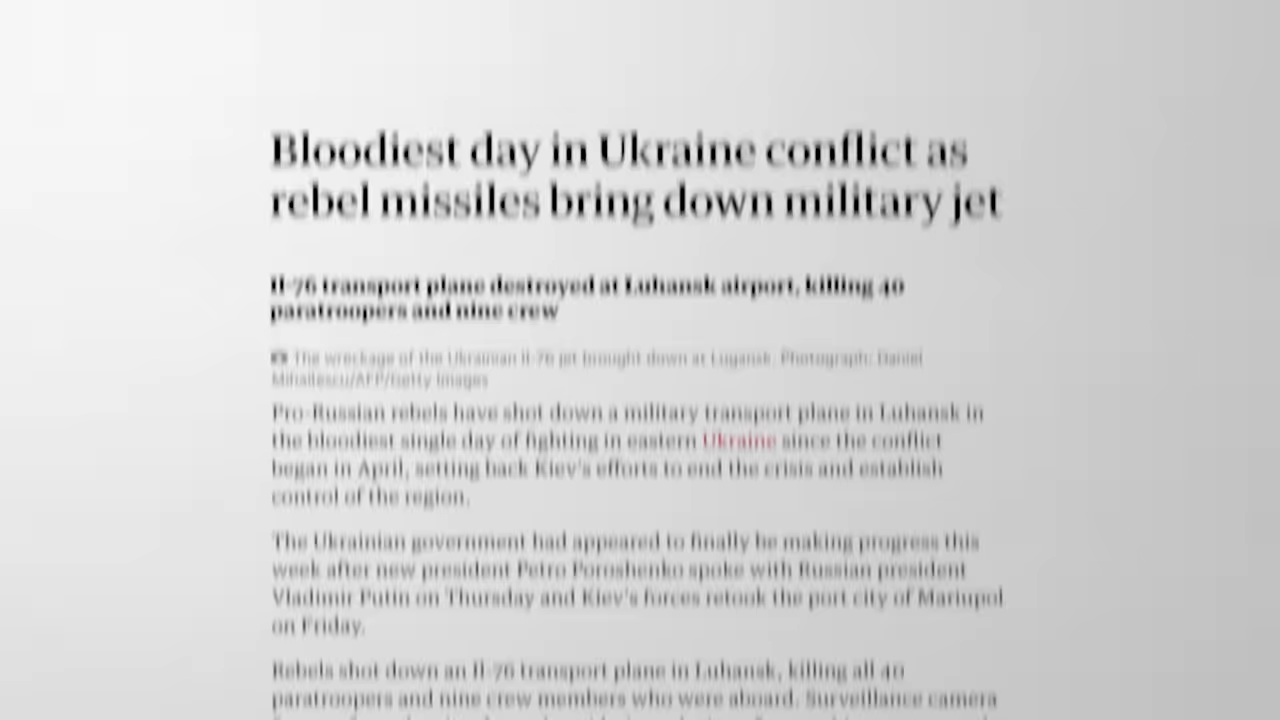 Bloodiest day in Ukraine conflict as
rebel missiles bring down military jet
Il-76 transport plane destroyed at Luhansk airport, killing 40
paratroopers and nine crew
The wreckage of the Ukrainian Il-76 jet brought down at Lugansk. Photograph: Daniel
Mihailescu/AFP/Getty Images
Pro-Russian rebels have shot down a military transport plane in Luhansk in
the bloodiest single day of fighting in eastern Ukraine since the conflict
began in April, setting back Kiev's efforts to end the crisis and establish
control of the region.
The Ukrainian government had appeared to finally be making progress this
week after new president Petro Poroshenko spoke with Russian president
Vladimir Putin on Thursday and Kiev's forces retook the port city of Mariupol
on Friday.
Rebels shot down an Il-76 transport plane in Luhansk, killing all 40
paratroopers and nine crew members who were aboard. Surveillance camera